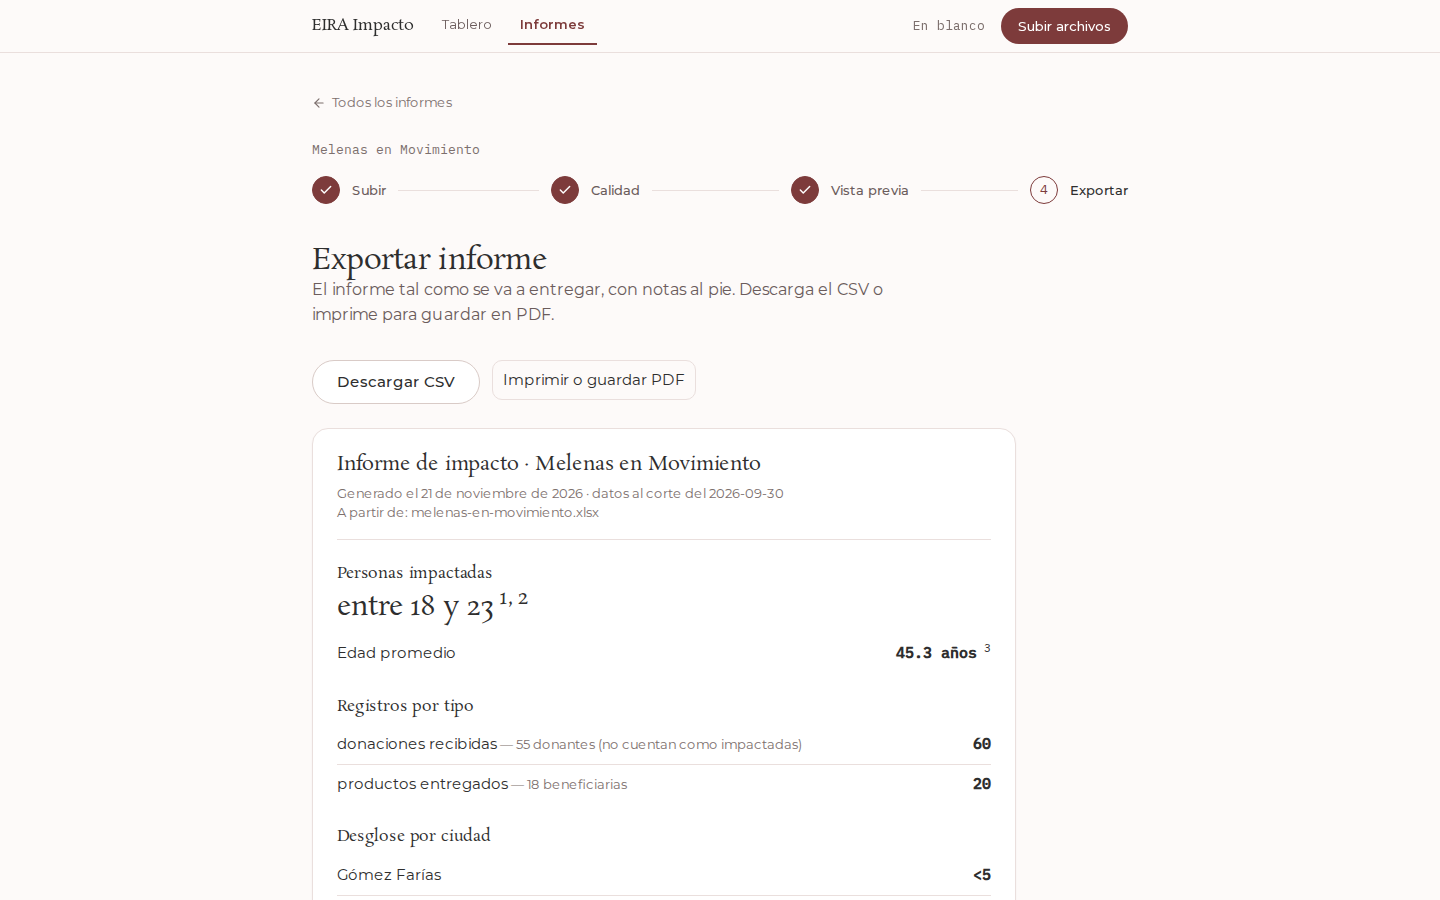 EIRA Impacto
Tablero
Informes
En blanco
Subir archivos
← Todos los informes
Melenas en Movimiento
Subir
Calidad
Vista previa
4 Exportar
Exportar informe
El informe tal como se va a entregar, con notas al pie. Descarga el CSV o
imprime para guardar en PDF.
Descargar CSV
Imprimir o guardar PDF
Informe de impacto · Melenas en Movimiento
Generado el 21 de noviembre de 2026 · datos al corte del 2026-09-30
A partir de: melenas-en-movimiento.xlsx
Personas impactadas
entre 18 y 23 1, 2
Edad promedio 45.3 años 3
Registros por tipo
donaciones recibidas — 55 donantes (no cuentan como impactadas) 60
productos entregados — 18 beneficiarias 20
Desglose por ciudad
Gómez Farías <5